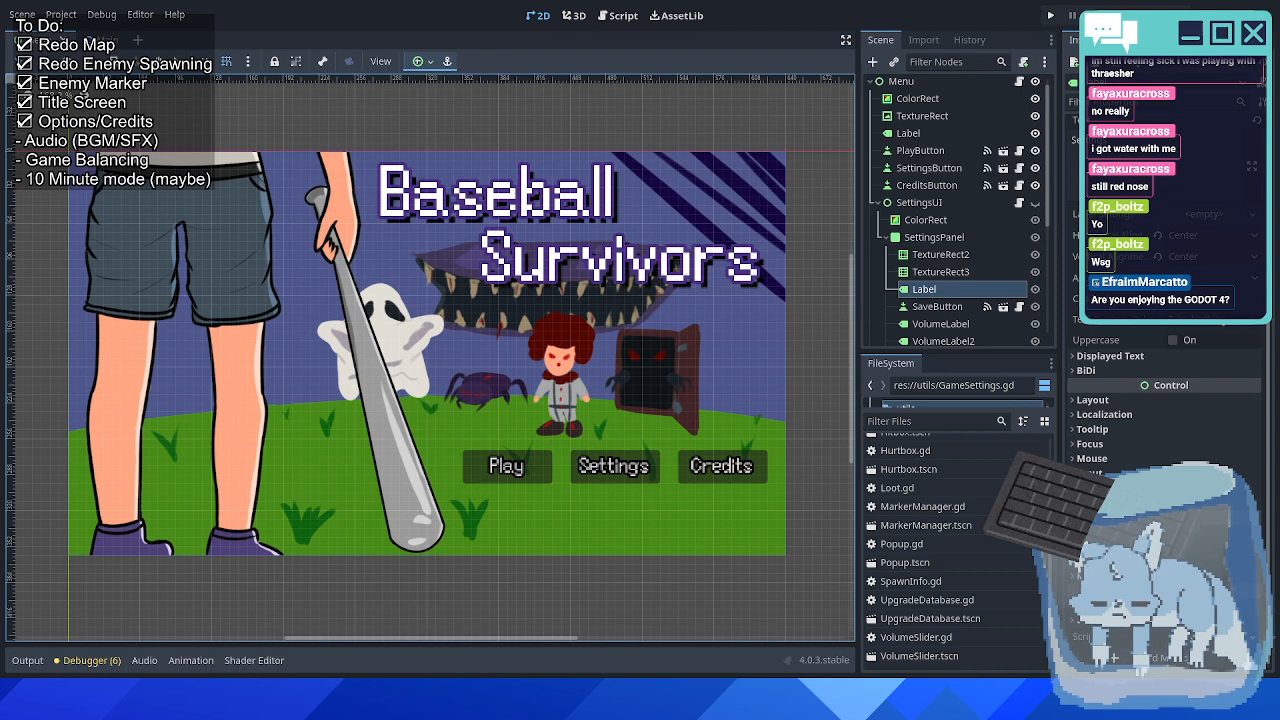 Scene Project Debug Editor Help
2D 3D Script AssetLib
To Do:
Redo Map
Redo Enemy Spawning
Enemy Marker
Title Screen
Options/Credits
- Audio (BGM/SFX)
- Game Balancing
- 10 Minute mode (maybe)
View
Baseball
Survivors
Play Settings Credits
Output Debugger (6) Audio Animation Shader Editor 4.0.3.stable
Scene Import History
Filter Nodes
Menu
ColorRect
TextureRect
Label
PlayButton
SettingsButton
CreditsButton
SettingsUI
ColorRect
SettingsPanel
TextureRect2
TextureRect3
Label
SaveButton
VolumeLabel
VolumeLabel2
FileSystem
res://utils/GameSettings.gd
Filter Files
Hurtbox.gd
Hurtbox.tscn
Loot.gd
MarkerManager.gd
MarkerManager.tscn
Popup.gd
Popup.tscn
SpawnInfo.gd
UpgradeDatabase.gd
UpgradeDatabase.tscn
VolumeSlider.gd
VolumeSlider.tscn
im still feeling sick i was playing with
thraesher
fayaxuracross
no really
fayaxuracross
i got water with me
fayaxuracross
still red nose
f2p_boltz
Yo
f2p_boltz
Wsg
EfraimMarcatto
Are you enjoying the GODOT 4?
<empty>
Center
Center
Uppercase On
Displayed Text
BiDi
Control
Layout
Localization
Tooltip
Focus
Mouse